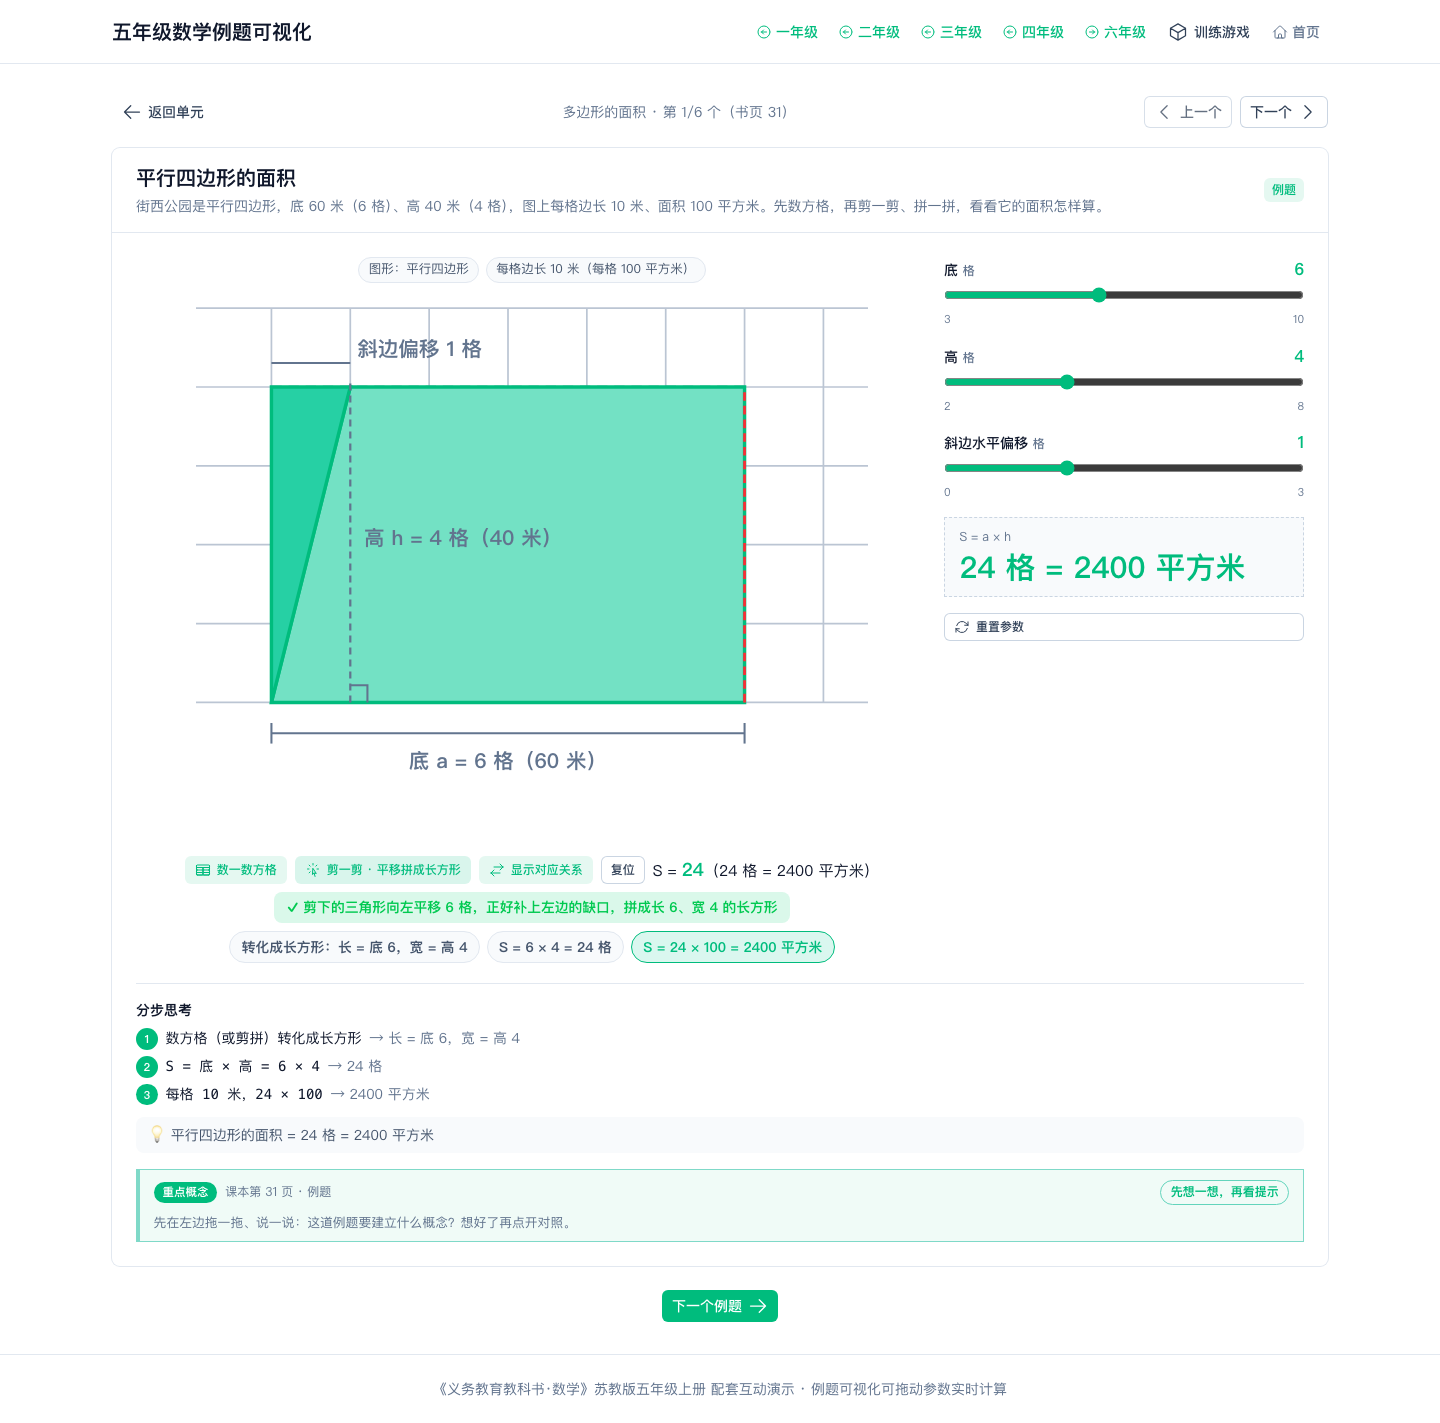 五年级数学例题可视化
一年级 二年级 三年级 四年级 六年级 训练游戏 首页
返回单元
多边形的面积 · 第 1/6 个（书页 31）
上一个 下一个
平行四边形的面积
街西公园是平行四边形，底 60 米（6 格）、高 40 米（4 格），图上每格边长 10 米、面积 100 平方米。先数方格，再剪一剪、拼一拼，看看它的面积怎样算。
例题
图形：平行四边形 每格边长 10 米（每格 100 平方米）
斜边偏移 1 格
高 h = 4 格（40 米）
底 a = 6 格（60 米）
底 格 6
3 10
高 格 4
2 8
斜边水平偏移 格 1
0 3
S = a × h
24 格 = 2400 平方米
重置参数
数一数方格 剪一剪 · 平移拼成长方形 显示对应关系 复位 S = 24（24 格 = 2400 平方米）
✓ 剪下的三角形向左平移 6 格，正好补上左边的缺口，拼成长 6、宽 4 的长方形
转化成长方形：长 = 底 6，宽 = 高 4 S = 6 × 4 = 24 格 S = 24 × 100 = 2400 平方米
分步思考
1 数方格（或剪拼）转化成长方形 → 长 = 底 6，宽 = 高 4
2 S = 底 × 高 = 6 × 4 → 24 格
3 每格 10 米，24 × 100 → 2400 平方米
💡 平行四边形的面积 = 24 格 = 2400 平方米
重点概念 课本第 31 页 · 例题
先想一想，再看提示
先在左边拖一拖、说一说：这道例题要建立什么概念？想好了再点开对照。
下一个例题
《义务教育教科书·数学》苏教版五年级上册 配套互动演示 · 例题可视化可拖动参数实时计算